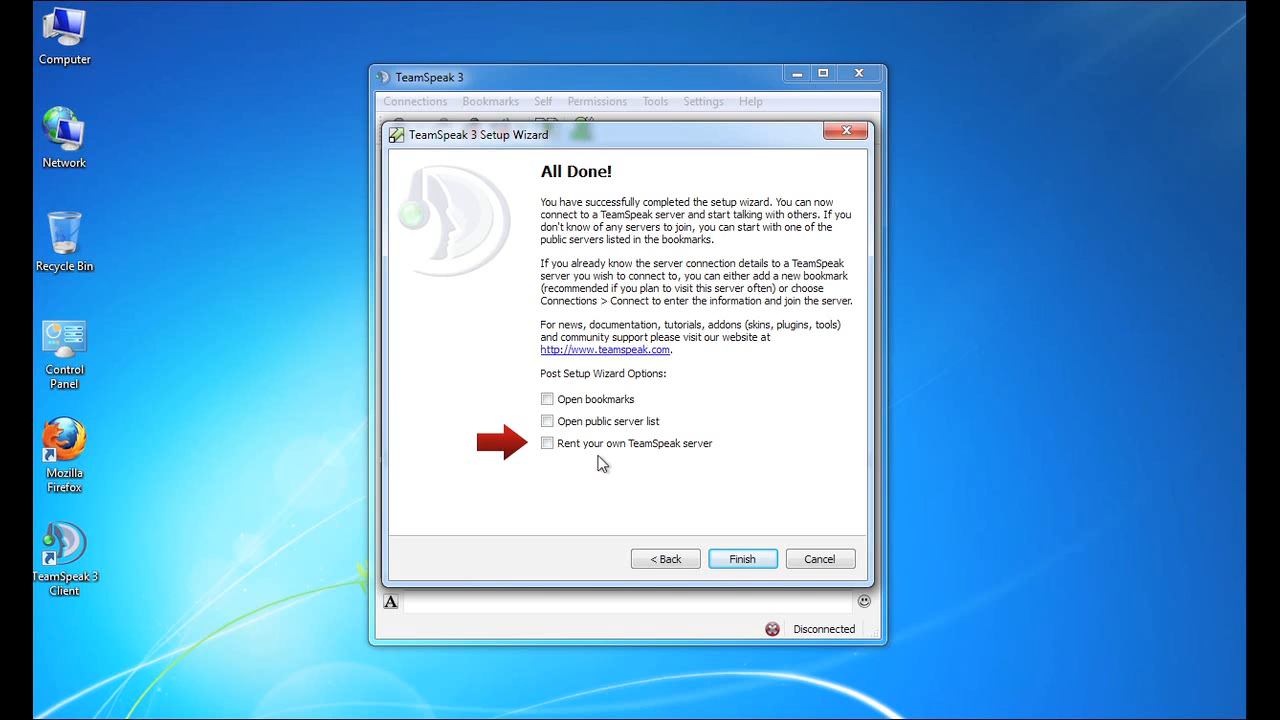 Computer
Network
Recycle Bin
Control
Panel
Mozilla
Firefox
TeamSpeak 3
Client
TeamSpeak 3
Connections Bookmarks Self Permissions Tools Settings Help
TeamSpeak 3 Setup Wizard
All Done!
You have successfully completed the setup wizard. You can now
connect to a TeamSpeak server and start talking with others. If you
don't know of any servers to join, you can start with one of the
public servers listed in the bookmarks.
If you already know the server connection details to a TeamSpeak
server you wish to connect to, you can either add a new bookmark
(recommended if you plan to visit this server often) or choose
Connections > Connect to enter the information and join the server.
For news, documentation, tutorials, addons (skins, plugins, tools)
and community support please visit our website at
http://www.teamspeak.com.
Post Setup Wizard Options:
Open bookmarks
Open public server list
Rent your own TeamSpeak server
< Back Finish Cancel
A
Disconnected